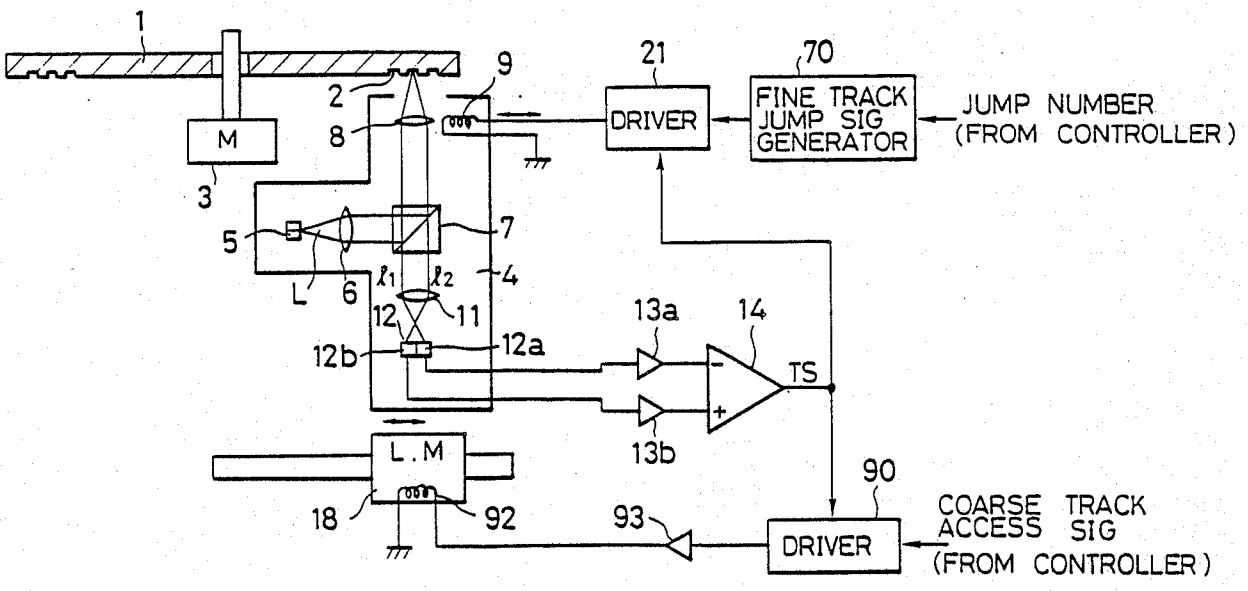 1
2
3
M
8
9
21
DRIVER
70
FINE TRACK
JUMP SIG
GENERATOR
JUMP NUMBER
(FROM CONTROLLER)
5
L
6
7
4
ℓ1
ℓ2
11
12
12b
12a
13a
13b
14
−
+
TS
L.M
18
92
93
90
DRIVER
COARSE TRACK
ACCESS SIG
(FROM CONTROLLER)